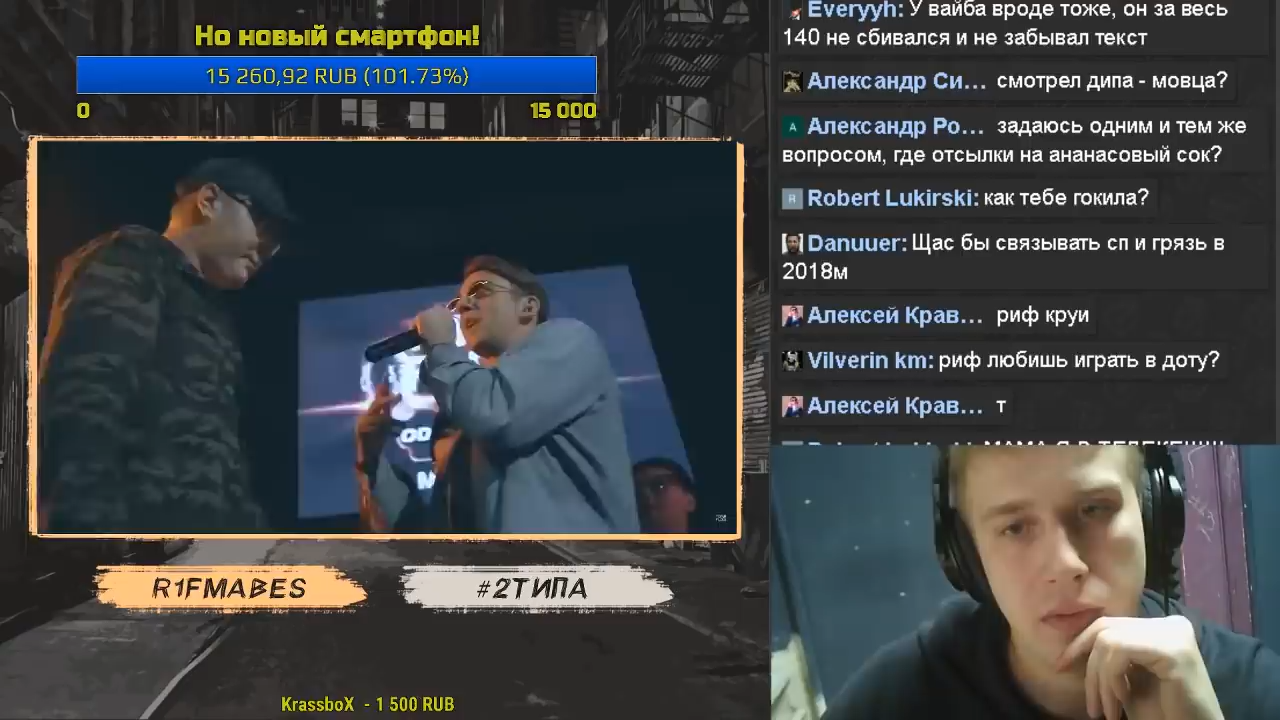 Но новый смартфон!
15 260,92 RUB (101.73%)
0
15 000
OD
M
R1FMABES
#2ТИПА
KrassboX - 1 500 RUB
Everyyh: У вайба вроде тоже, он за весь
140 не сбивался и не забывал текст
Александр Си... смотрел дипа - мовца?
A Александр Ро... задаюсь одним и тем же
вопросом, где отсылки на ананасовый сок?
R Robert Lukirski: как тебе гокила?
Danuuer: Щас бы связывать сп и грязь в
2018м
Алексей Крав... риф круи
Vilverin km: риф любишь играть в доту?
Алексей Крав... т